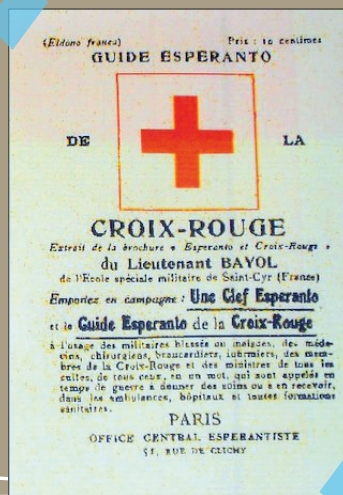 (Eldono franca) Prix : 10 centimes
GUIDE ESPERANTO
DE LA
CROIX-ROUGE
Extrait de la brochure « Esperanto et Croix-Rouge »
du Lieutenant BAYOL
de l'Ecole spéciale militaire de Saint-Cyr (France)
Emportez en campagne : Une Clef Esperanto
et le Guide Esperanto de la Croix-Rouge
à l'usage des militaires blessés ou malades, des méde-
cins, chirurgiens, brancardiers, infirmiers, des mem-
bres de la Croix-Rouge et des ministres de tous les
cultes, de tous ceux, en un mot, qui sont appelés en
temps de guerre à donner des soins ou à en recevoir,
dans les ambulances, hôpitaux et toutes formations
sanitaires.
PARIS
OFFICE CENTRAL ESPERANTISTE
51, RUE DE CLICHY